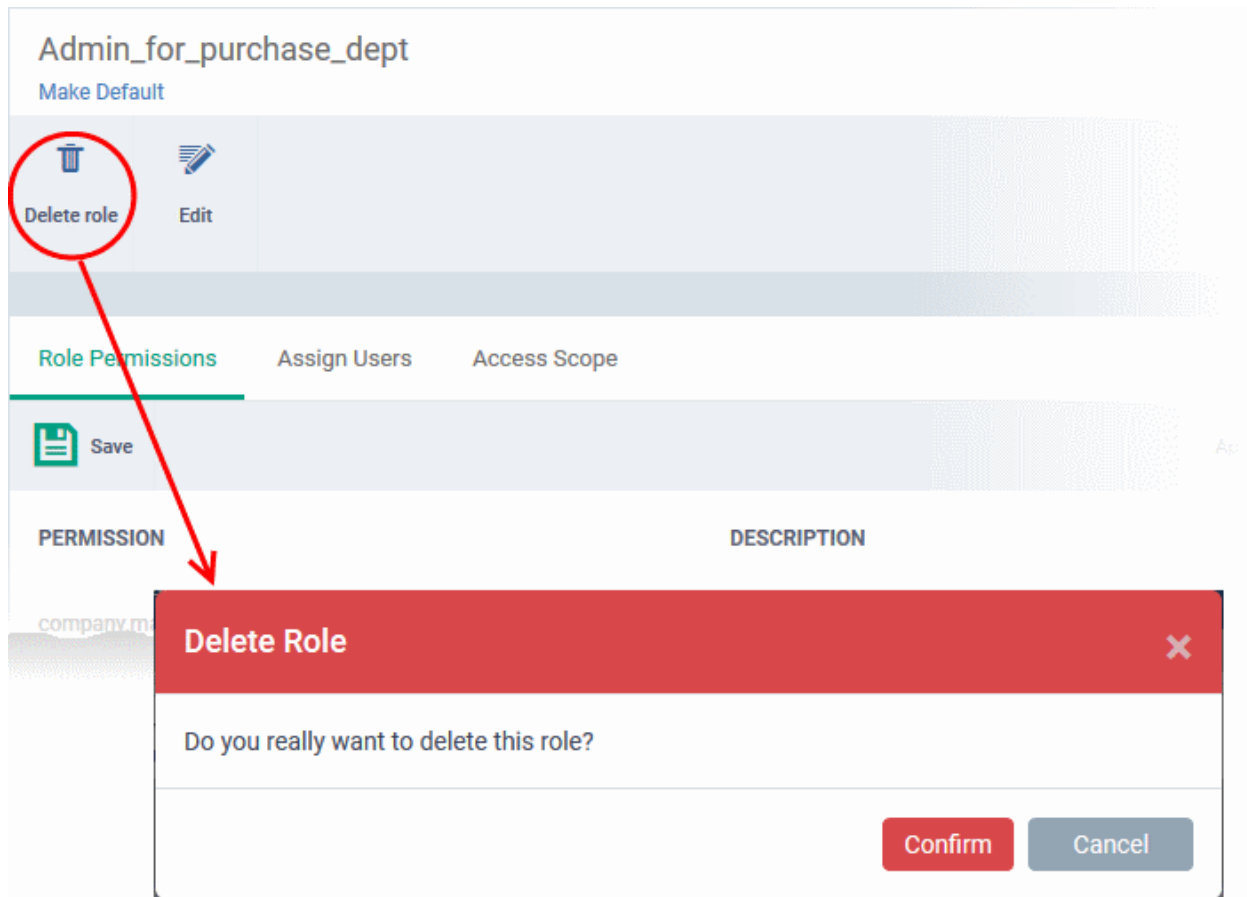 Admin_for_purchase_dept
Make Default
Delete role Edit
Role Permissions Assign Users Access Scope
Save
PERMISSION DESCRIPTION
Delete Role
Do you really want to delete this role?
Confirm Cancel